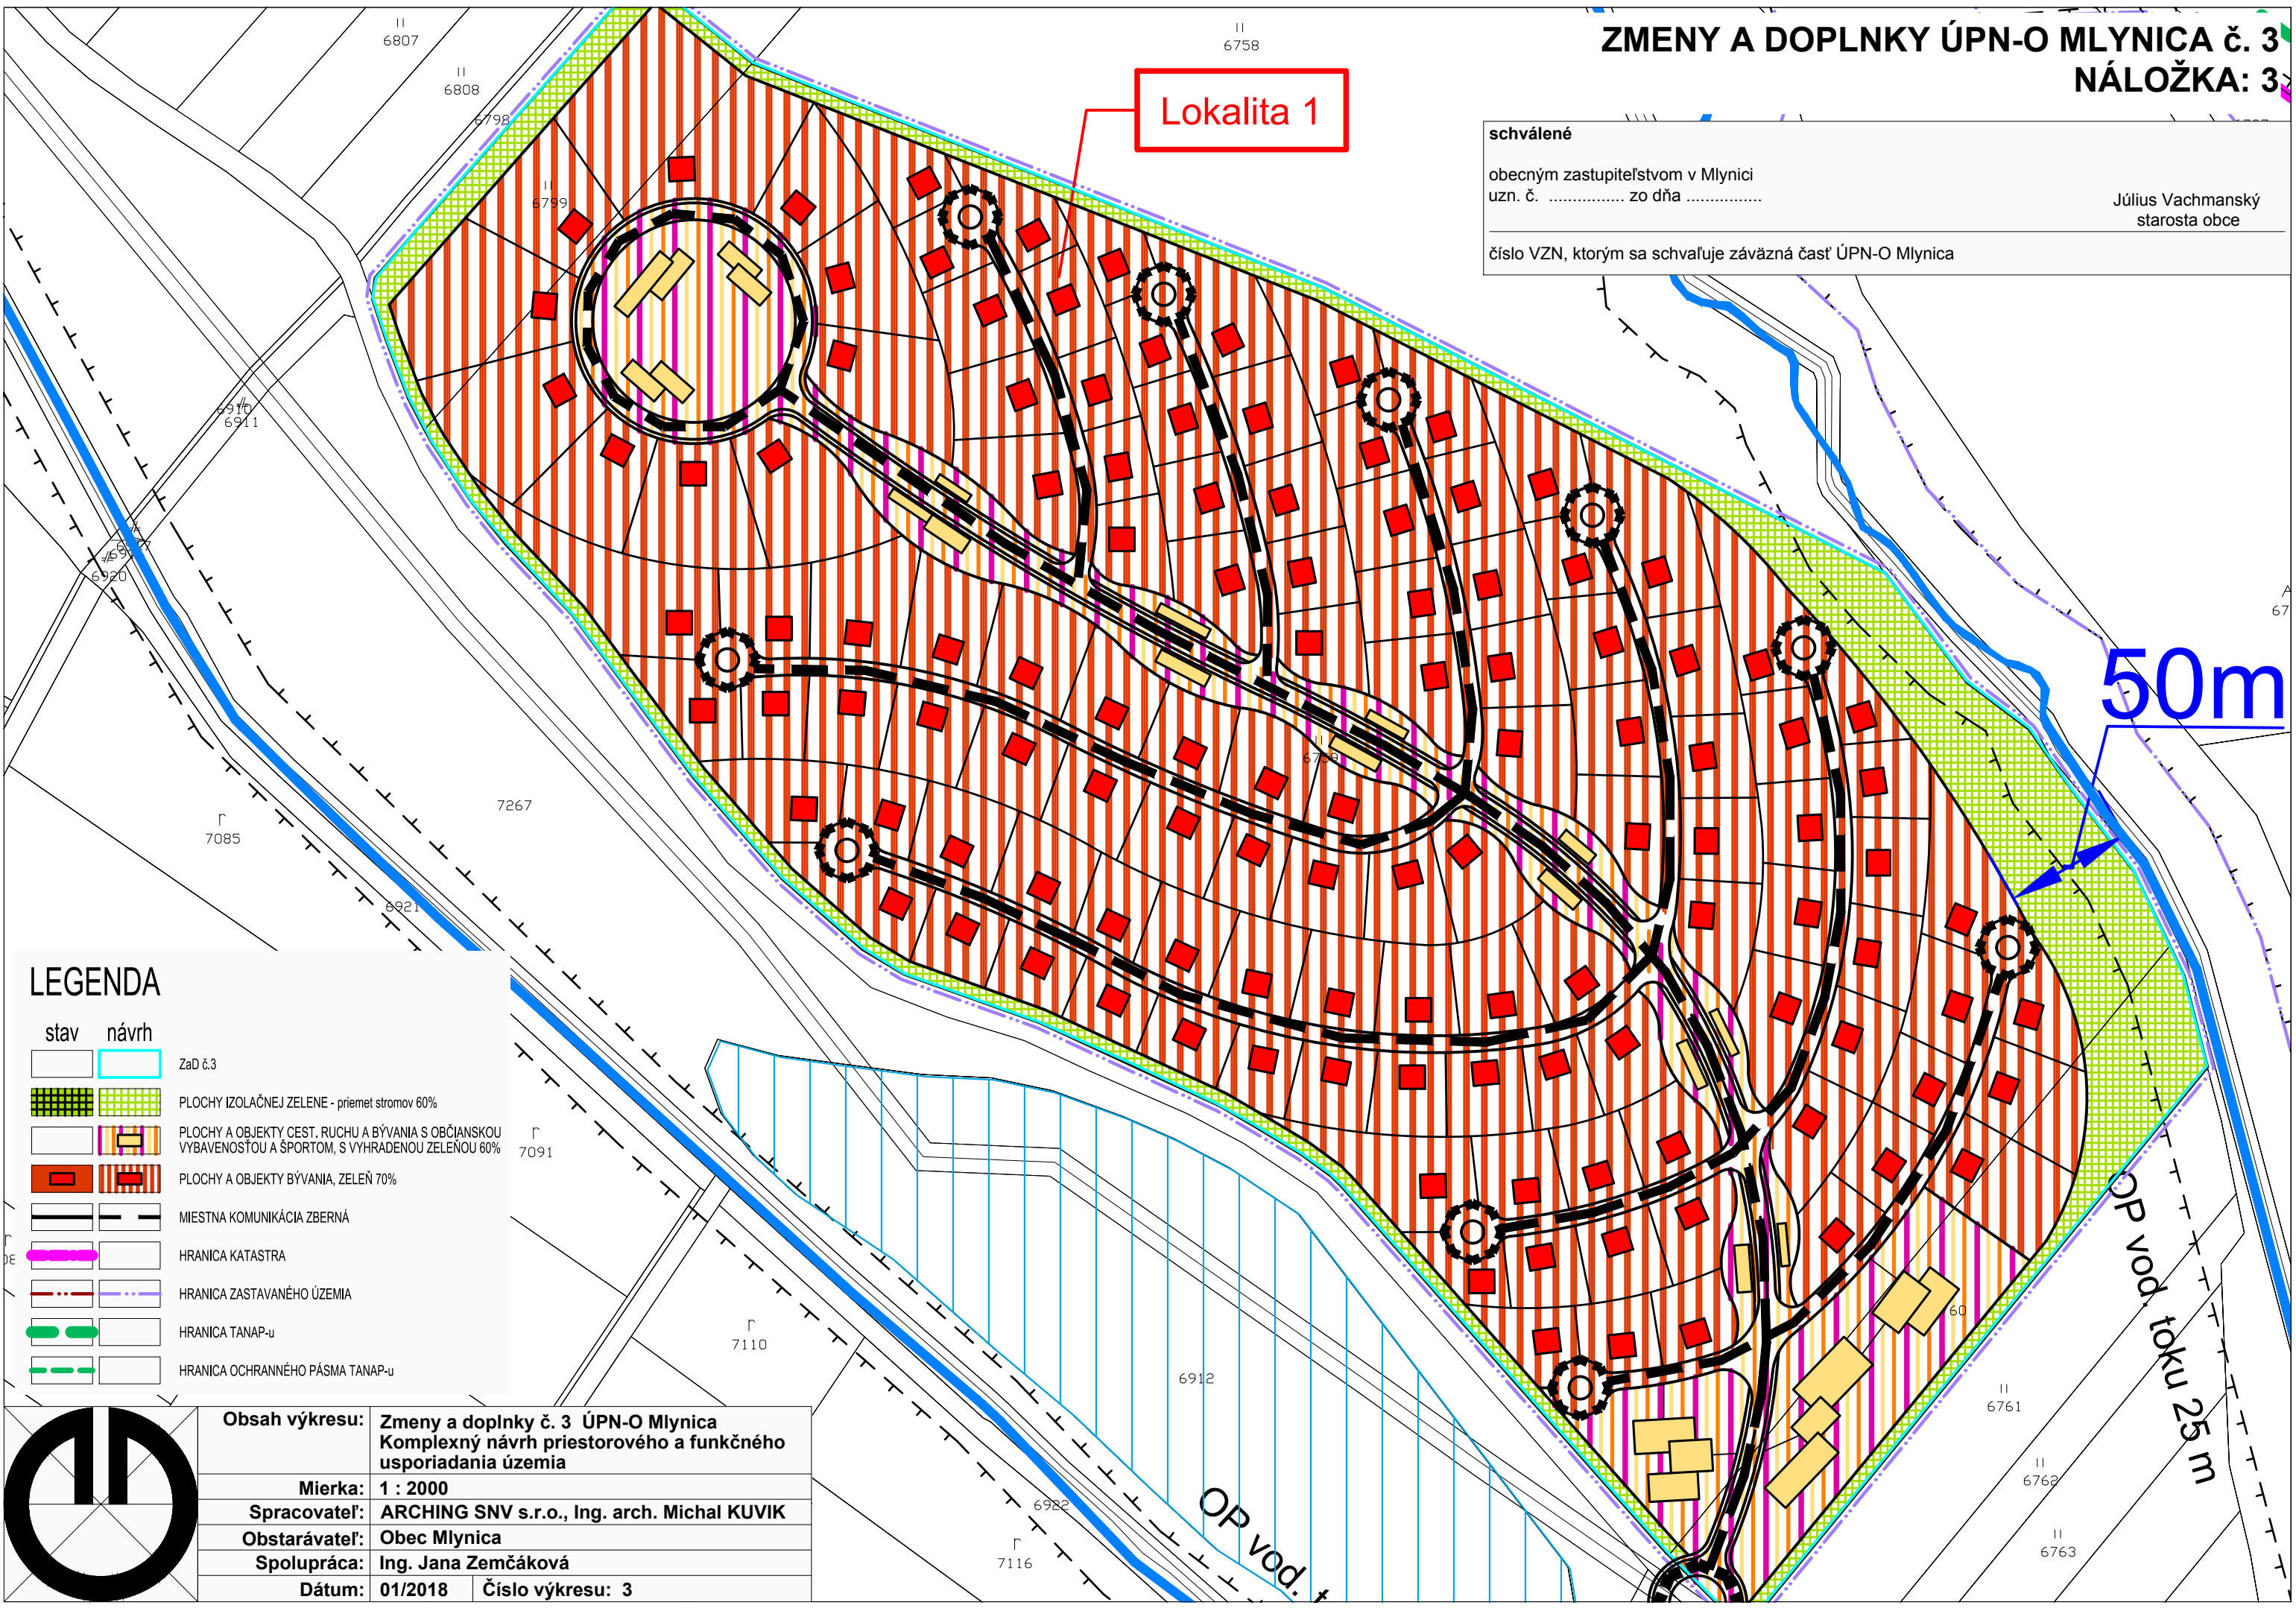 ZMENY A DOPLNKY ÚPN-O MLYNICA č. 3
NÁLOŽKA: 3
schválené
obecným zastupiteľstvom v Mlynici
uzn. č. ................ zo dňa ................
Július Vachmanský
starosta obce
číslo VZN, ktorým sa schvaľuje záväzná časť ÚPN-O Mlynica
Lokalita 1
6807
6808
6758
6798
6799
6910
6911
6920
6759
50m
7267
7085
6921
7091
7110
6912
6922
7116
60
6761
6762
6763
OP vod. toku 25 m
OP vod. t
LEGENDA
stav návrh
ZaD č.3
PLOCHY IZOLAČNEJ ZELENE - priemet stromov 60%
PLOCHY A OBJEKTY CEST. RUCHU A BÝVANIA S OBČIANSKOU
VYBAVENOSŤOU A ŠPORTOM, S VYHRADENOU ZELEŇOU 60%
PLOCHY A OBJEKTY BÝVANIA, ZELEŇ 70%
MIESTNA KOMUNIKÁCIA ZBERNÁ
HRANICA KATASTRA
HRANICA ZASTAVANÉHO ÚZEMIA
HRANICA TANAP-u
HRANICA OCHRANNÉHO PÁSMA TANAP-u
Obsah výkresu: Zmeny a doplnky č. 3 ÚPN-O Mlynica
Komplexný návrh priestorového a funkčného
usporiadania územia
Mierka: 1 : 2000
Spracovateľ: ARCHING SNV s.r.o., Ing. arch. Michal KUVIK
Obstarávateľ: Obec Mlynica
Spolupráca: Ing. Jana Zemčáková
Dátum: 01/2018 Číslo výkresu: 3